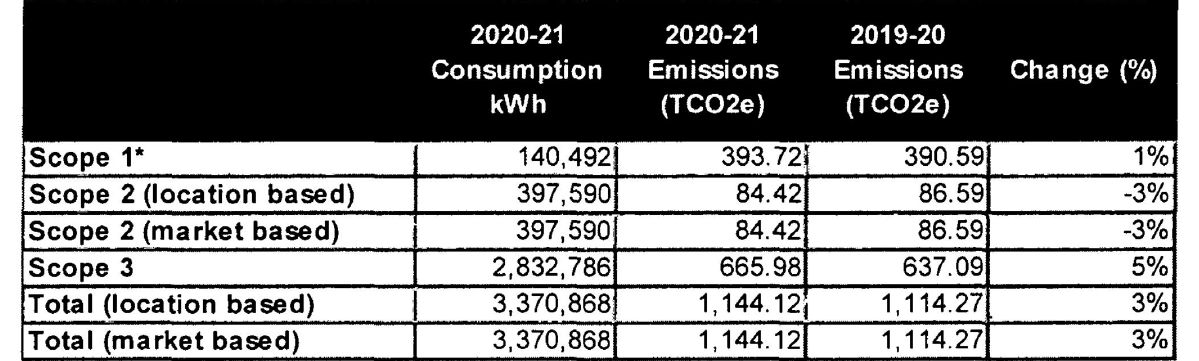 2020-21 2020-21 2019-20
Consumption Emissions Emissions Change (%)
kWh (TCO2e) (TCO2e)
Scope 1* 140,492 393.72 390.59 1%
Scope 2 (location based) 397,590 84.42 86.59 -3%
Scope 2 (market based) 397,590 84.42 86.59 -3%
Scope 3 2,832,786 665.98 637.09 5%
Total (location based) 3,370,868 1,144.12 1,114.27 3%
Total (market based) 3,370,868 1,144.12 1,114.27 3%